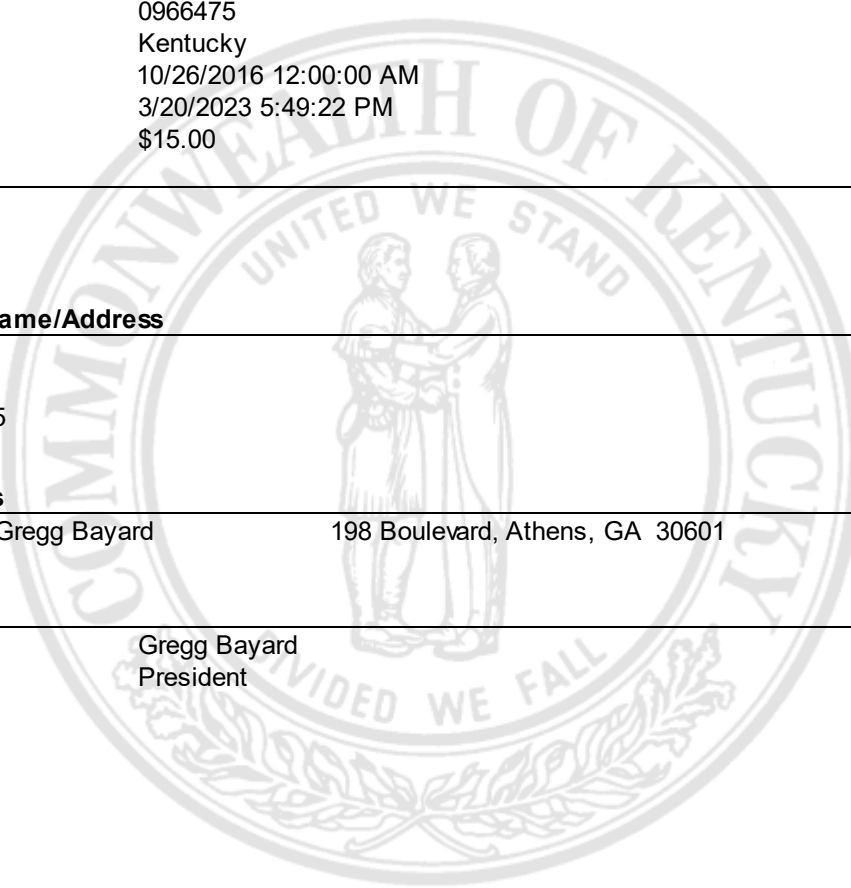 0966475
Kentucky
10/26/2016 12:00:00 AM
3/20/2023 5:49:22 PM
$15.00
COMMONWEALTH OF KENTUCKY
UNITED WE STAND
ame/Address
5
s
Gregg Bayard 198 Boulevard, Athens, GA 30601
Gregg Bayard
President
DIVIDED WE FALL